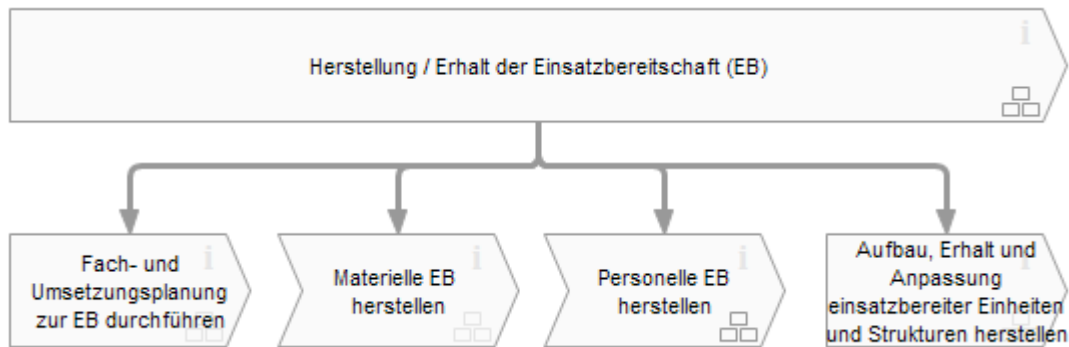 Herstellung / Erhalt der Einsatzbereitschaft (EB)
Fach- und
Umsetzungsplanung
zur EB durchführen
Materielle EB
herstellen
Personelle EB
herstellen
Aufbau, Erhalt und
Anpassung
einsatzbereiter Einheiten
und Strukturen herstellen